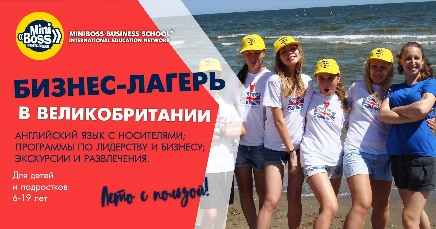 Mini
Boss
MINIBOSS BUSINESS SCHOOL
INTERNATIONAL EDUCATION NETWORK
БИЗНЕС-ЛАГЕРЬ
В ВЕЛИКОБРИТАНИИ
АНГЛИЙСКИЙ ЯЗЫК С НОСИТЕЛЯМИ;
ПРОГРАММЫ ПО ЛИДЕРСТВУ И БИЗНЕСУ;
ЭКСКУРСИИ И РАЗВЛЕЧЕНИЯ.
Для детей
и подростков
6-19 лет
Лето с пользой!